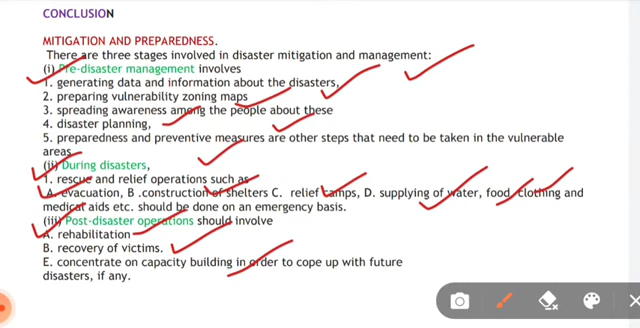 CONCLUSION
MITIGATION AND PREPAREDNESS.
There are three stages involved in disaster mitigation and management:
(i) Pre-disaster management involves
1. generating data and information about the disasters,
2. preparing vulnerability zoning maps
3. spreading awareness among the people about these
4. disaster planning,
5. preparedness and preventive measures are other steps that need to be taken in the vulnerable
areas
(ii) During disasters,
1. rescue and relief operations such as
A. evacuation, B .construction of shelters C. relief camps, D. supplying of water, food, clothing and
medical aids etc. should be done on an emergency basis.
(iii) Post-disaster operations should involve
A. rehabilitation
B. recovery of victims.
E. concentrate on capacity building in order to cope up with future
disasters, if any.